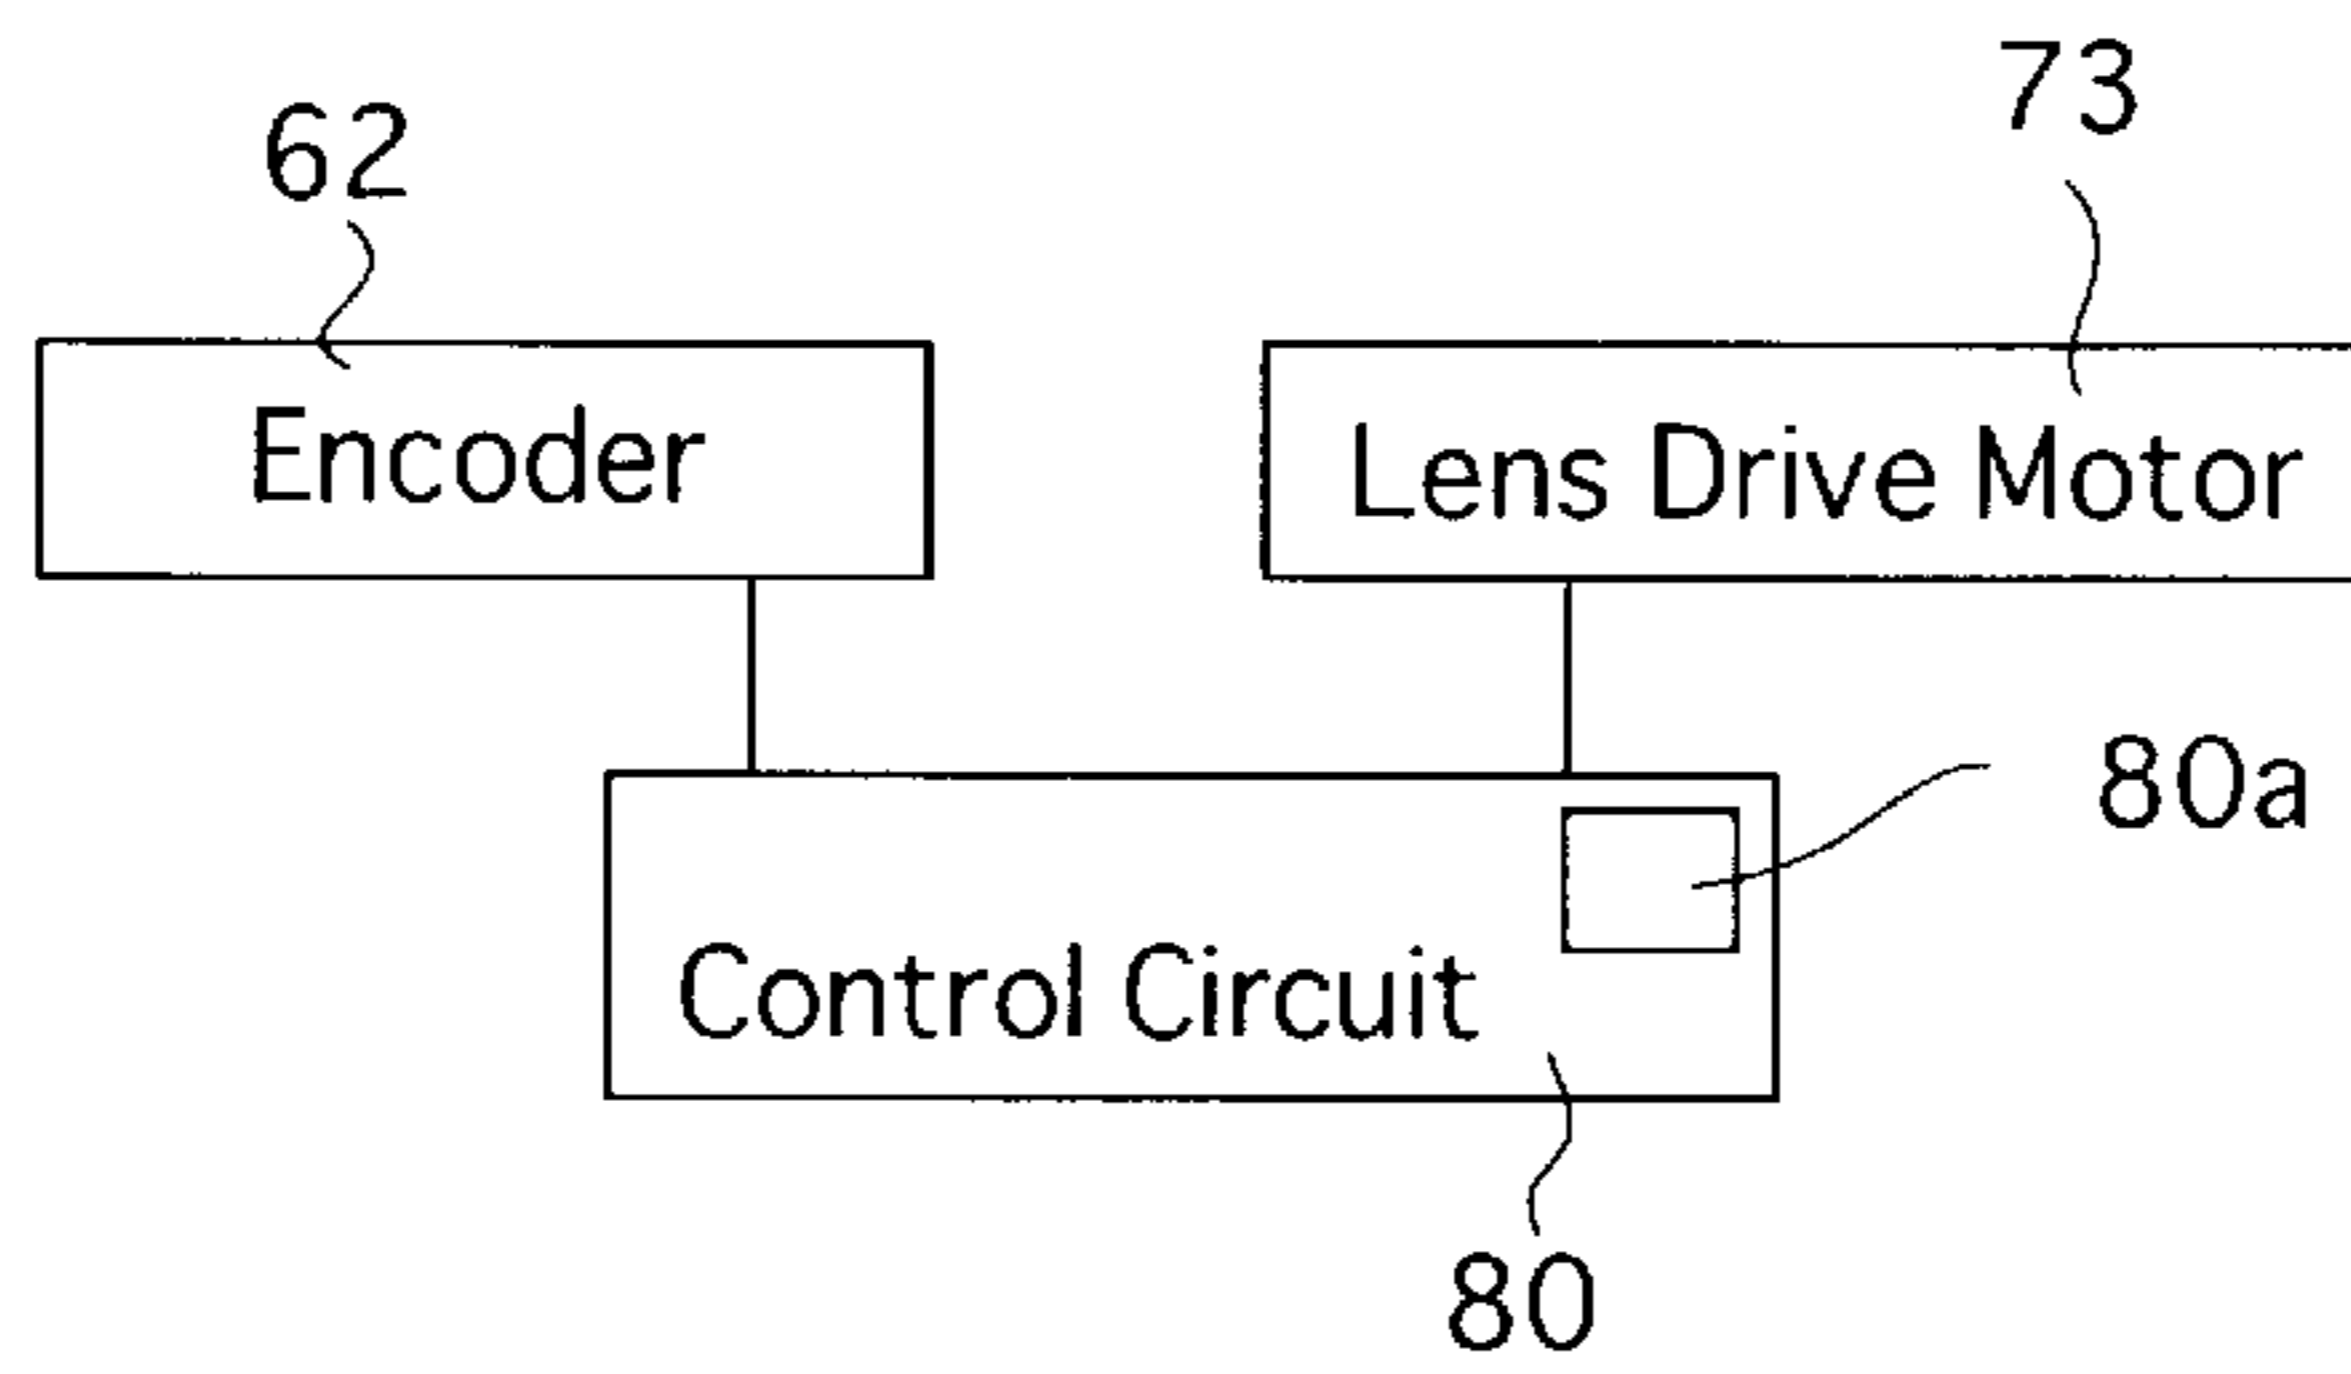 73
62
Encoder
Lens Drive Motor
80a
Control Circuit
80